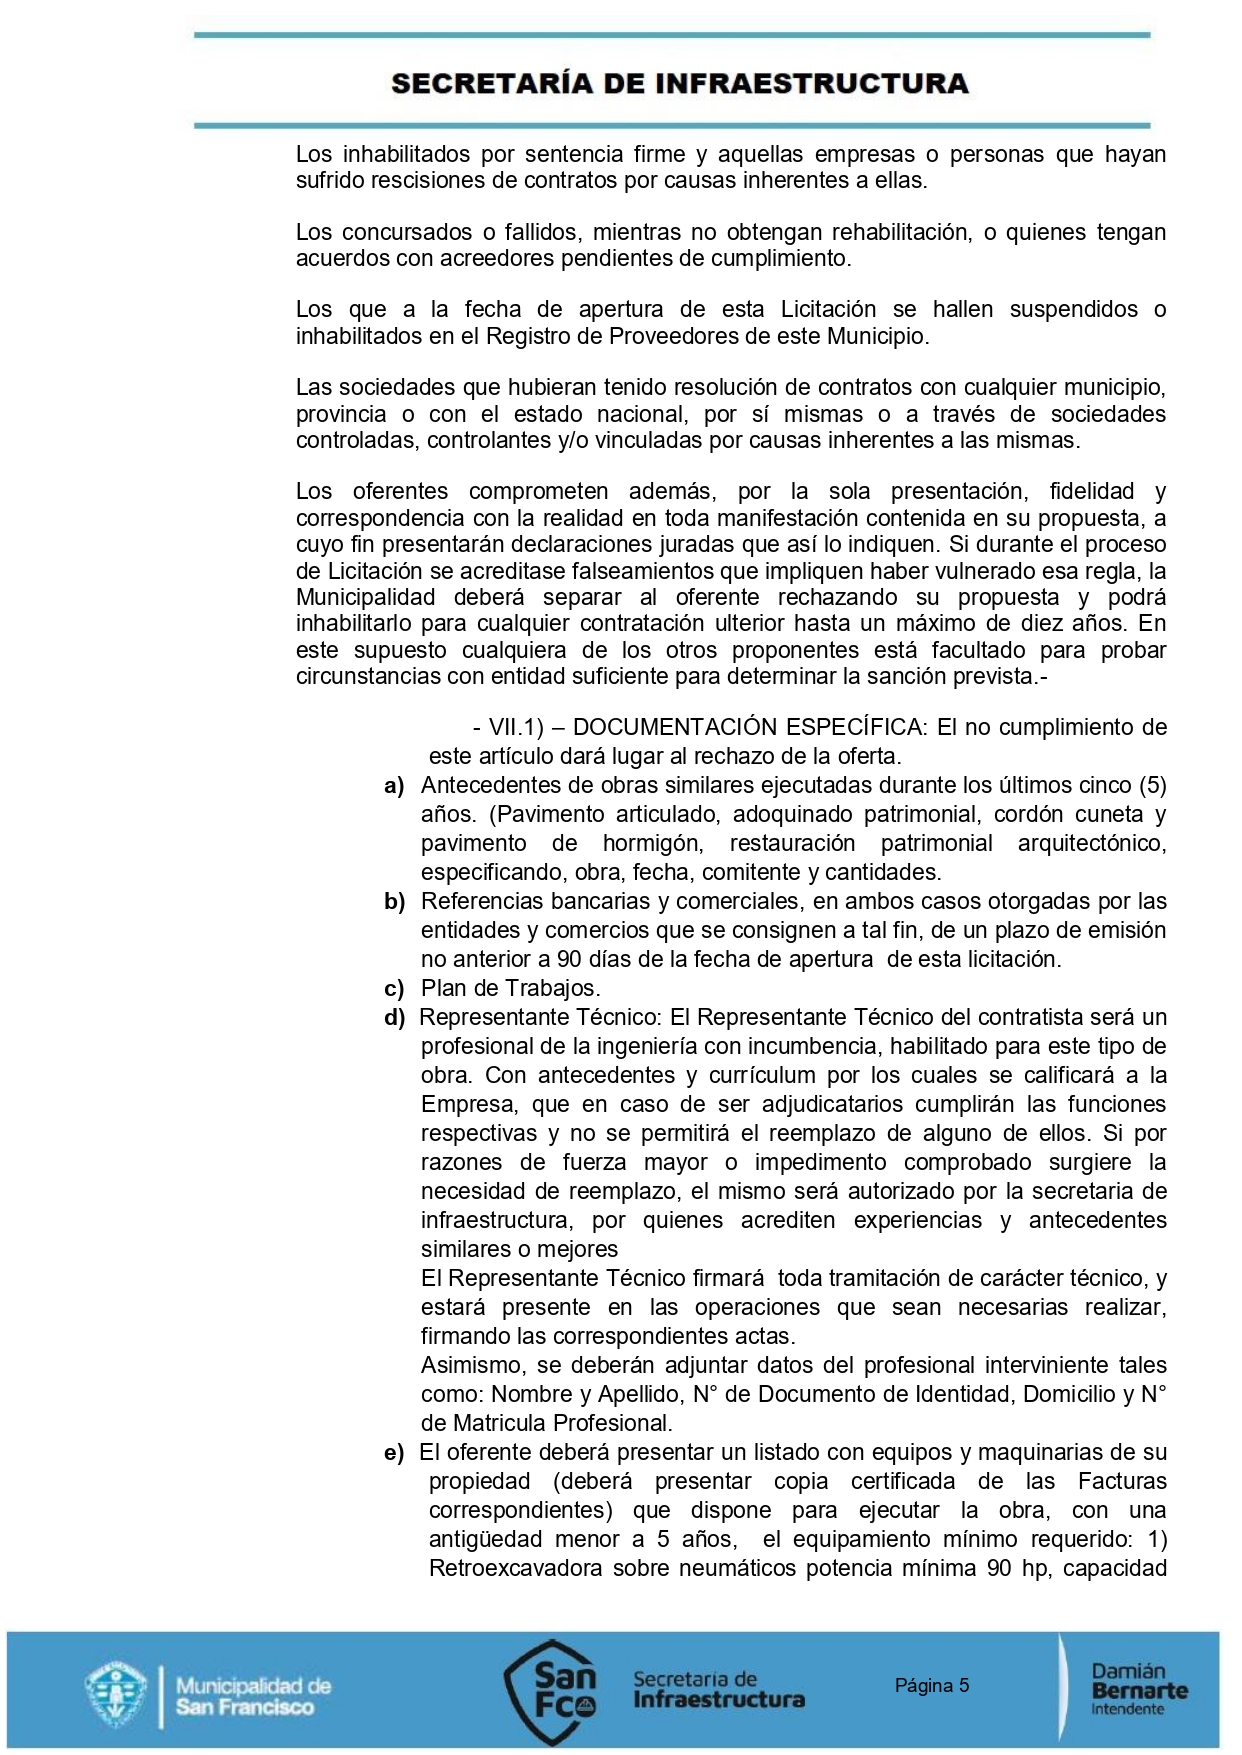 SECRETARÍA DE INFRAESTRUCTURA
Los inhabilitados por sentencia firme y aquellas empresas o personas que hayan
sufrido rescisiones de contratos por causas inherentes a ellas.
Los concursados o fallidos, mientras no obtengan rehabilitación, o quienes tengan
acuerdos con acreedores pendientes de cumplimiento.
Los que a la fecha de apertura de esta Licitación se hallen suspendidos o
inhabilitados en el Registro de Proveedores de este Municipio.
Las sociedades que hubieran tenido resolución de contratos con cualquier municipio,
provincia o con el estado nacional, por sí mismas o a través de sociedades
controladas, controlantes y/o vinculadas por causas inherentes a las mismas.
Los oferentes comprometen además, por la sola presentación, fidelidad y
correspondencia con la realidad en toda manifestación contenida en su propuesta, a
cuyo fin presentarán declaraciones juradas que así lo indiquen. Si durante el proceso
de Licitación se acreditase falseamientos que impliquen haber vulnerado esa regla, la
Municipalidad deberá separar al oferente rechazando su propuesta y podrá
inhabilitarlo para cualquier contratación ulterior hasta un máximo de diez años. En
este supuesto cualquiera de los otros proponentes está facultado para probar
circunstancias con entidad suficiente para determinar la sanción prevista.-
- VII.1) – DOCUMENTACIÓN ESPECÍFICA: El no cumplimiento de
este artículo dará lugar al rechazo de la oferta.
a) Antecedentes de obras similares ejecutadas durante los últimos cinco (5)
años. (Pavimento articulado, adoquinado patrimonial, cordón cuneta y
pavimento de hormigón, restauración patrimonial arquitectónico,
especificando, obra, fecha, comitente y cantidades.
b) Referencias bancarias y comerciales, en ambos casos otorgadas por las
entidades y comercios que se consignen a tal fin, de un plazo de emisión
no anterior a 90 días de la fecha de apertura de esta licitación.
c) Plan de Trabajos.
d) Representante Técnico: El Representante Técnico del contratista será un
profesional de la ingeniería con incumbencia, habilitado para este tipo de
obra. Con antecedentes y currículum por los cuales se calificará a la
Empresa, que en caso de ser adjudicatarios cumplirán las funciones
respectivas y no se permitirá el reemplazo de alguno de ellos. Si por
razones de fuerza mayor o impedimento comprobado surgiere la
necesidad de reemplazo, el mismo será autorizado por la secretaria de
infraestructura, por quienes acrediten experiencias y antecedentes
similares o mejores
El Representante Técnico firmará toda tramitación de carácter técnico, y
estará presente en las operaciones que sean necesarias realizar,
firmando las correspondientes actas.
Asimismo, se deberán adjuntar datos del profesional interviniente tales
como: Nombre y Apellido, N° de Documento de Identidad, Domicilio y N°
de Matricula Profesional.
e) El oferente deberá presentar un listado con equipos y maquinarias de su
propiedad (deberá presentar copia certificada de las Facturas
correspondientes) que dispone para ejecutar la obra, con una
antigüedad menor a 5 años, el equipamiento mínimo requerido: 1)
Retroexcavadora sobre neumáticos potencia mínima 90 hp, capacidad
Municipalidad de
San Francisco
San
Fco
Secretaria de
Infraestructura
Página 5
Damián
Bernarte
Intendente